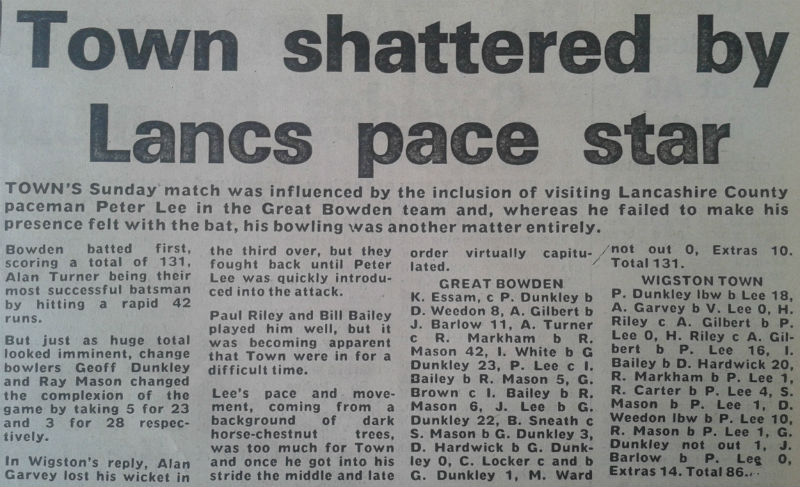 Town shattered by
Lancs pace star
TOWN'S Sunday match was influenced by the inclusion of visiting Lancashire County
paceman Peter Lee in the Great Bowden team and, whereas he failed to make his
presence felt with the bat, his bowling was another matter entirely.
Bowden batted first,
scoring a total of 131,
Alan Turner being their
most successful batsman
by hitting a rapid 42
runs.
But just as huge total
looked imminent, change
bowlers Geoff Dunkley
and Ray Mason changed
the complexion of the
game by taking 5 for 23
and 3 for 28 respec-
tively.
In Wigston's reply, Alan
Garvey lost his wicket in
the third over, but they
fought back until Peter
Lee was quickly introdu-
ced into the attack.
Paul Riley and Bill Bailey
played him well, but it
was becoming apparent
that Town were in for a
difficult time.
Lee's pace and move-
ment, coming from a
background of dark
horse-chestnut trees,
was too much for Town
and once he got into his
stride the middle and late
order virtually capitu-
lated.
GREAT BOWDEN
K. Essam, c P. Dunkley b
D. Weedon 8, A. Gilbert b
J. Barlow 11, A. Turner
c R. Markham b R.
Mason 42, I. White b G
Dunkley 23, P. Lee c I.
Bailey b R. Mason 5, G.
Brown c I. Bailey b R.
Mason 6, J. Lee b G.
Dunkley 22, B. Sneath c
S. Mason b G. Dunkley 3,
D. Hardwick b G. Dunk-
ley 0, C. Locker c and b
G. Dunkley 1, M. Ward
not out 0, Extras 10.
Total 131.
WIGSTON TOWN
P. Dunkley lbw b Lee 18,
A. Garvey b V. Lee 0, H.
Riley c A. Gilbert b P.
Lee 0, H. Riley c A. Gil-
bert b P. Lee 16, I.
Bailey b D. Hardwick 20,
R. Markham b P. Lee 1,
R. Carter b P. Lee 4, S.
Mason b P. Lee 1, D.
Weedon lbw b P. Lee 10,
R. Mason b P. Lee 1, G.
Dunkley not out 1, J.
Barlow b P. Lee 0,
Extras 14. Total 86.